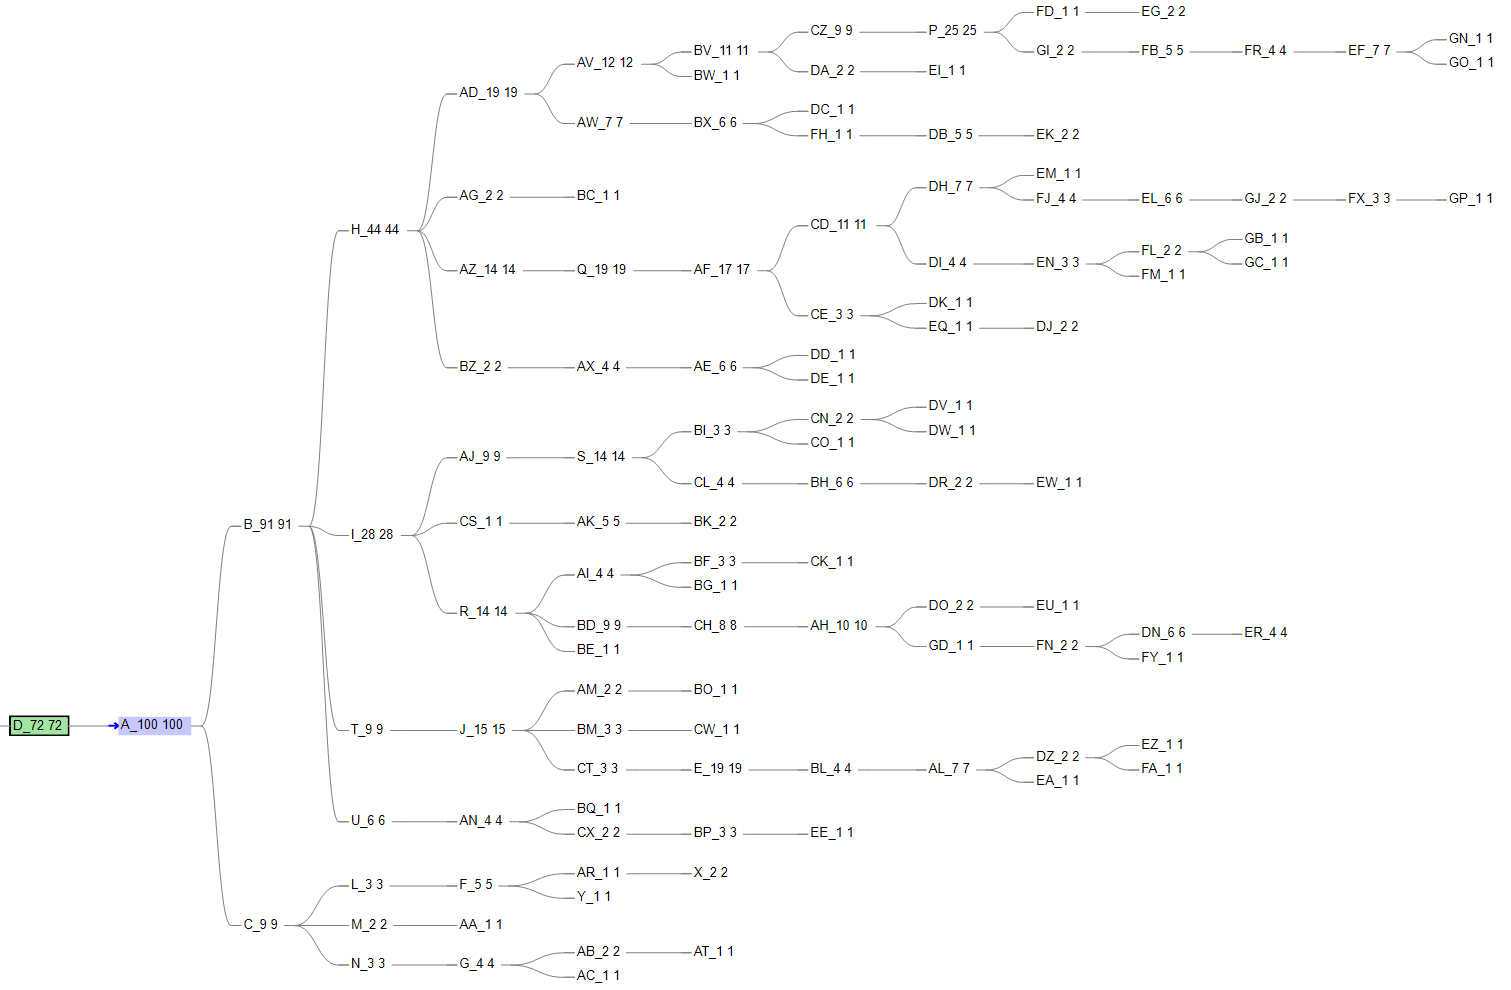 FD_1 1
EG_2 2
CZ_9 9
P_25 25
GN_1 1
BV_11 11
GI_2 2
FB_5 5
FR_4 4
EF_7 7
AV_12 12
GO_1 1
BW_1 1
DA_2 2
EI_1 1
AD_19 19
DC_1 1
AW_7 7
BX_6 6
FH_1 1
DB_5 5
EK_2 2
EM_1 1
DH_7 7
AG_2 2
BC_1 1
FJ_4 4
EL_6 6
GJ_2 2
FX_3 3
GP_1 1
CD_11 11
H_44 44
GB_1 1
FL_2 2
DI_4 4
EN_3 3
GC_1 1
AZ_14 14
Q_19 19
AF_17 17
FM_1 1
DK_1 1
CE_3 3
EQ_1 1
DJ_2 2
DD_1 1
BZ_2 2
AX_4 4
AE_6 6
DE_1 1
DV_1 1
CN_2 2
BI_3 3
DW_1 1
CO_1 1
AJ_9 9
S_14 14
CL_4 4
BH_6 6
DR_2 2
EW_1 1
B_91 91
CS_1 1
AK_5 5
BK_2 2
I_28 28
BF_3 3
CK_1 1
AI_4 4
BG_1 1
DO_2 2
EU_1 1
R_14 14
BD_9 9
CH_8 8
AH_10 10
DN_6 6
ER_4 4
GD_1 1
FN_2 2
BE_1 1
FY_1 1
AM_2 2
BO_1 1
D_72 72
A_100 100
T_9 9
J_15 15
BM_3 3
CW_1 1
EZ_1 1
DZ_2 2
CT_3 3
E_19 19
BL_4 4
AL_7 7
FA_1 1
EA_1 1
BQ_1 1
U_6 6
AN_4 4
CX_2 2
BP_3 3
EE_1 1
AR_1 1
X_2 2
L_3 3
F_5 5
Y_1 1
C_9 9
M_2 2
AA_1 1
AB_2 2
AT_1 1
N_3 3
G_4 4
AC_1 1